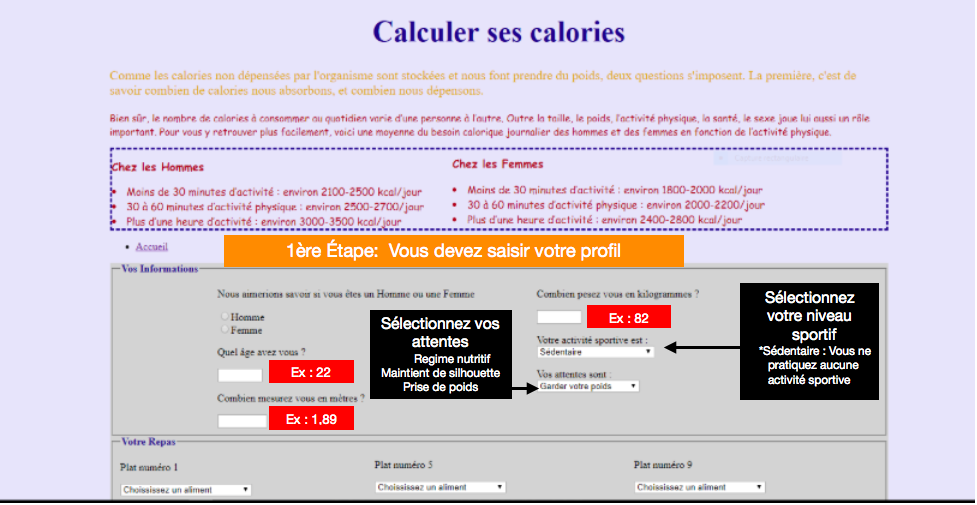 Calculer ses calories
Comme les calories non dépensées par l'organisme sont stockées et nous font prendre du poids, deux questions s'imposent. La première, c'est de
savoir combien de calories nous absorbons, et combien nous dépensons.
Bien sûr, le nombre de calories à consommer au quotidien varie d'une personne à l'autre. Outre la taille, le poids, l'activité physique, la santé, le sexe joue lui aussi un rôle
important. Pour vous y retrouver plus facilement, voici une moyenne du besoin calorique journalier des hommes et des femmes en fonction de l'activité physique.
Chez les Hommes
• Moins de 30 minutes d'activité : environ 2100-2500 kcal/jour
• 30 à 60 minutes d'activité physique : environ 2500-2700/jour
• Plus d'une heure d'activité : environ 3000-3500 kcal/jour
Chez les Femmes
• Moins de 30 minutes d'activité : environ 1800-2000 kcal/jour
• 30 à 60 minutes d'activité physique : environ 2000-2200/jour
• Plus d'une heure d'activité : environ 2400-2800 kcal/jour
• Accueil
1ère Étape: Vous devez saisir votre profil
Vos Informations
Nous aimerions savoir si vous êtes un Homme ou une Femme
Homme
Femme
Quel âge avez vous ?
Ex : 22
Combien mesurez vous en mètres ?
Ex : 1,89
Sélectionnez vos
attentes
Regime nutritif
Maintient de silhouette
Prise de poids
Combien pesez vous en kilogrammes ?
Ex : 82
Votre activité sportive est :
Sédentaire
Vos attentes sont :
Garder votre poids
Sélectionnez
votre niveau
sportif
*Sédentaire : Vous ne
pratiquez aucune
activité sportive
Votre Repas
Plat numéro 1
Choississez un aliment
Plat numéro 5
Choississez un aliment
Plat numéro 9
Choississez un aliment